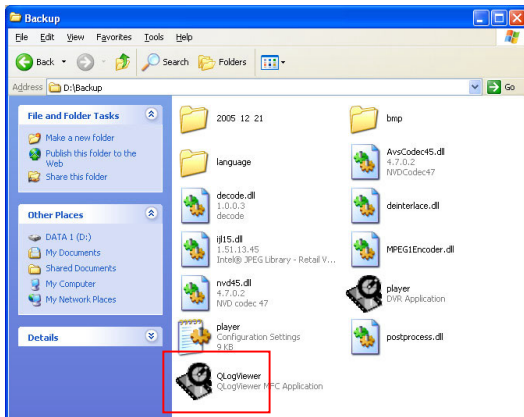 Backup
File Edit View Favorites Tools Help
Back Search Folders
Address D:\Backup Go
File and Folder Tasks
Make a new folder
Publish this folder to the
Web
Share this folder
Other Places
DATA 1 (D:)
My Documents
Shared Documents
My Computer
My Network Places
Details
2005 12 21
bmp
language
AvsCodec45.dll
4.7.0.2
NVDCodec47
decode.dll
1.0.0.3
decode
deinterlace.dll
ijl15.dll
1.51.13.45
Intel® JPEG Library - Retail V...
MPEG1Encoder.dll
nvd45.dll
4.7.0.2
NVD codec 47
player
DVR Application
player
Configuration Settings
9 KB
postprocess.dll
QLogViewer
QLogViewer MFC Application